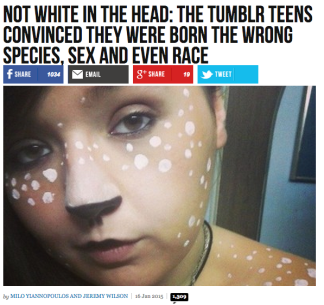 NOT WHITE IN THE HEAD: THE TUMBLR TEENS
CONVINCED THEY WERE BORN THE WRONG
SPECIES, SEX AND EVEN RACE
f SHARE 1034 EMAIL g+ SHARE 19 TWEET
by MILO YIANNOPOULOS AND JEREMY WILSON | 16 Jan 2015 | 1,309